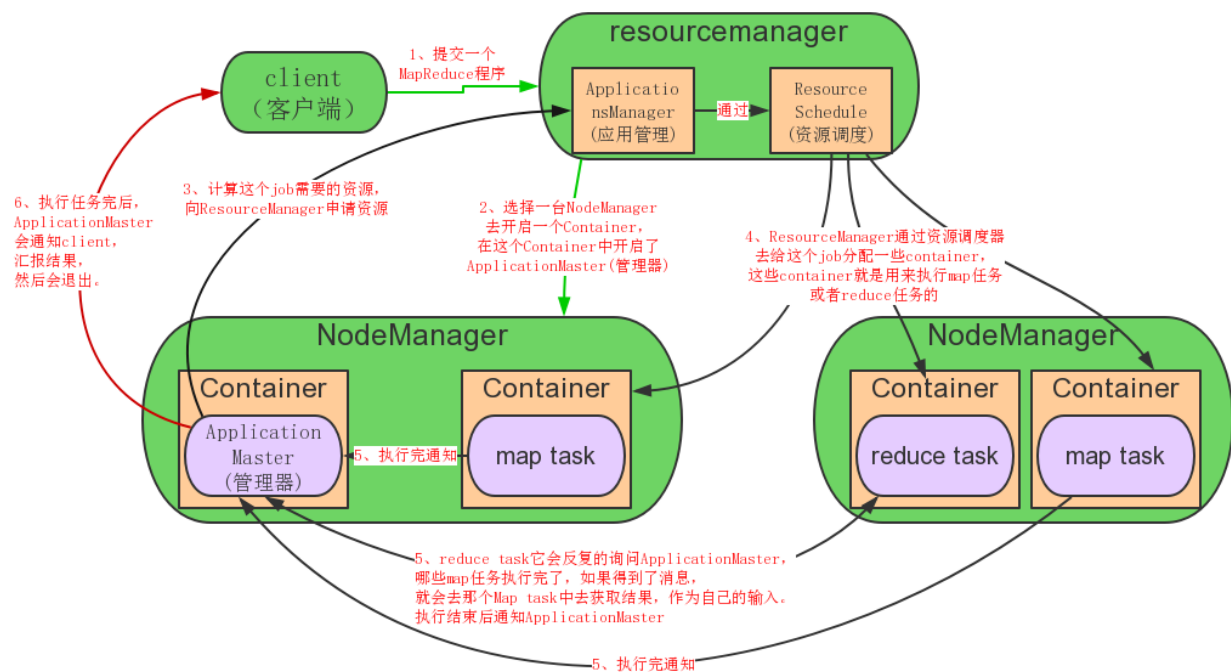 resourcemanager
client
（客户端）
1、提交一个
MapReduce程序
Applicatio
nsManager
(应用管理)
通过
Resource
Schedule
(资源调度)
3、计算这个job需要的资源，
向ResourceManager申请资源
6、执行任务完后，
ApplicationMaster
会通知client，
汇报结果，
然后会退出。
2、选择一台NodeManager
去开启一个Container，
在这个Container中开启了
ApplicationMaster(管理器)
4、ResourceManager通过资源调度器
去给这个job分配一些container，
这些container就是用来执行map任务
或者reduce任务的
NodeManager
Container
Application
Master
(管理器)
5、执行完通知
Container
map task
NodeManager
Container
reduce task
Container
map task
5、reduce task它会反复的询问ApplicationMaster，
哪些map任务执行完了，如果得到了消息，
就会去那个Map task中去获取结果，作为自己的输入。
执行结束后通知ApplicationMaster
5、执行完通知